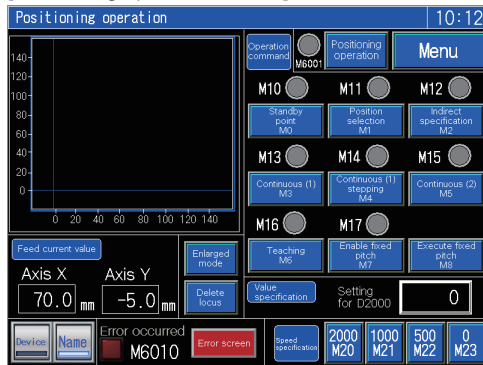 Positioning operation
10:12
Operation
command
M6001
Positioning
operation
Menu
140
120
100
80
60
40
20
0
0 20 40 60 80 100 120 140
M10
M11
M12
Standby
point
M0
Position
selection
M1
Indirect
specification
M2
M13
M14
M15
Continuous (1)
M3
Continuous (1)
stepping
M4
Continuous (2)
M5
M16
M17
Teaching
M6
Enable fixed
pitch
M7
Execute fixed
pitch
M8
Feed current value
Axis X
Axis Y
70.0 mm
-5.0 mm
Enlarged
mode
Delete
locus
Value
specification
Setting
for D2000
0
Device
Name
Error occurred
M6010
Error screen
Speed
specification
2000
M20
1000
M21
500
M22
0
M23